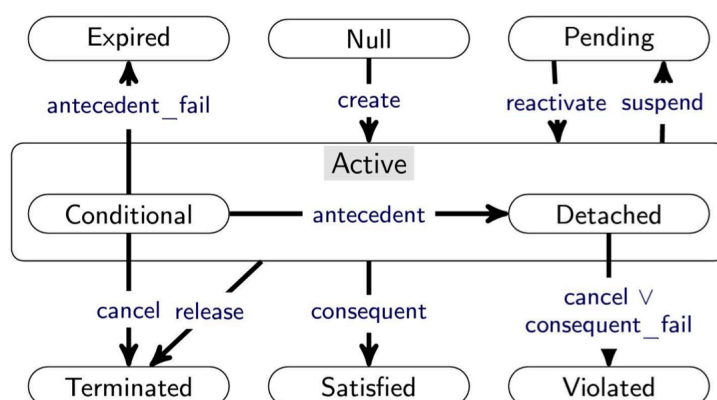 Expired
Null
Pending
antecedent_fail
create
reactivate
suspend
Active
Conditional
antecedent
Detached
cancel
release
consequent
cancel ∨
consequent_fail
Terminated
Satisfied
Violated